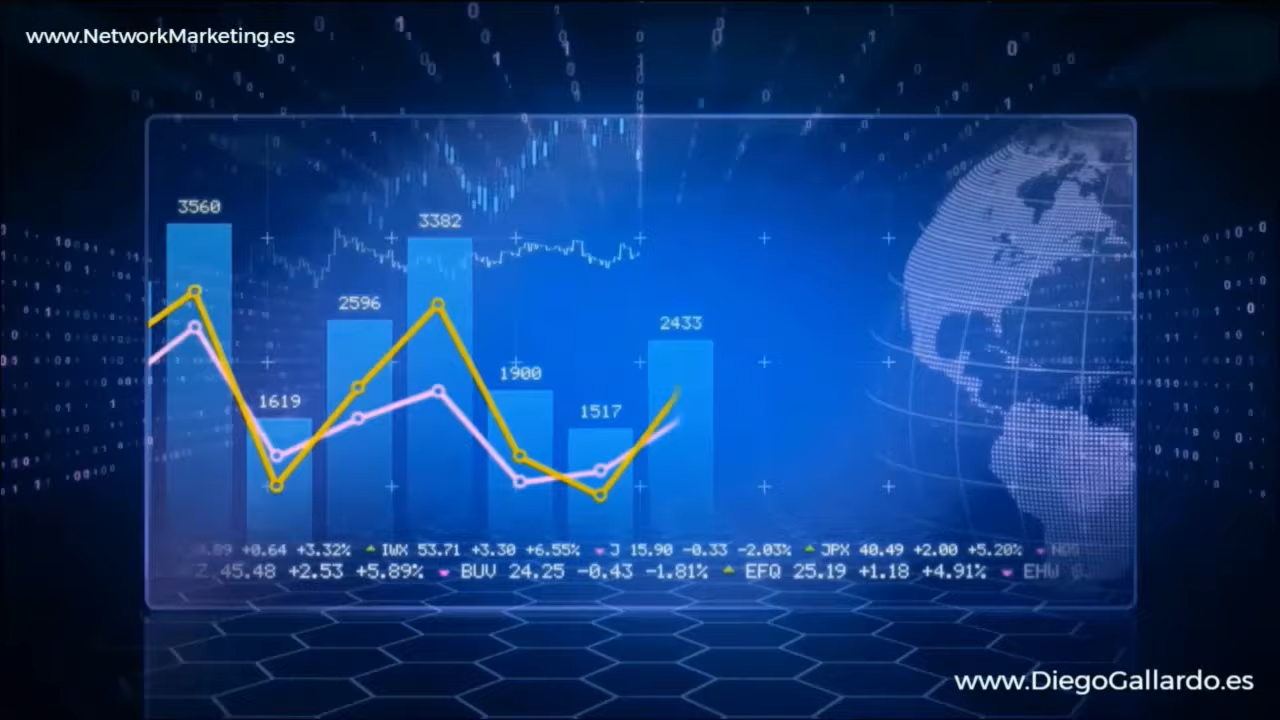 www.NetworkMarketing.es
3560
3382
2596
2433
1900
1619
1517
+0.64 +3.32% IWX 53.71 +3.30 +6.55% J 15.90 -0.33 -2.03% JPX 40.49 +2.00 +5.20%
45.48 +2.53 +5.89% BUV 24.25 -0.43 -1.81% EFQ 25.19 +1.18 +4.91% EHW
www.DiegoGallardo.es